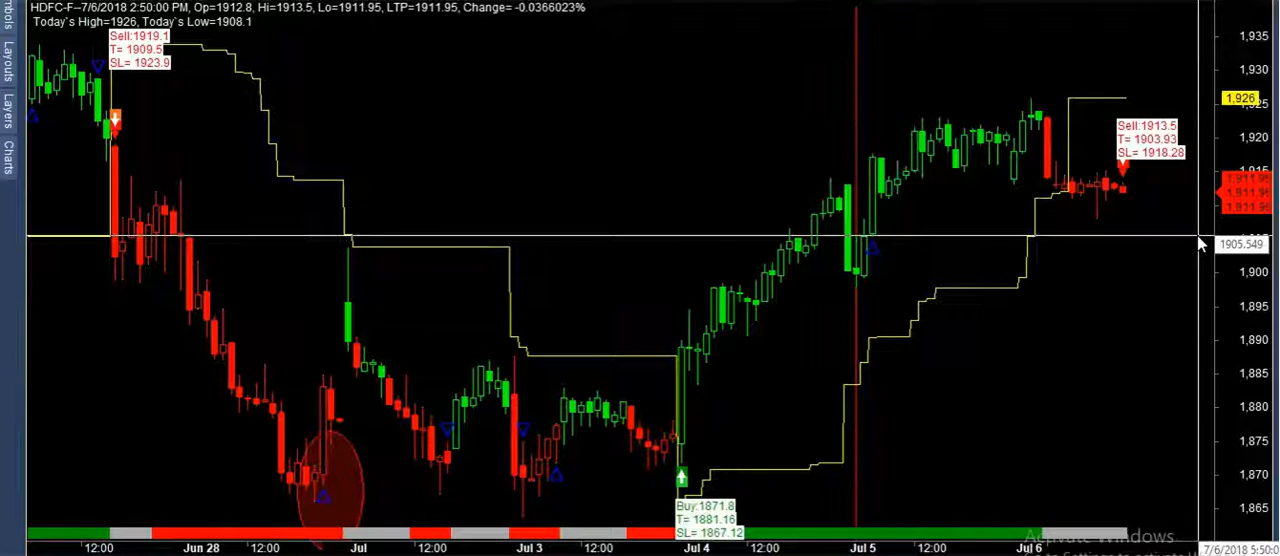 HDFC-F--7/6/2018 2:50:00 PM, Op=1912.8, Hi=1913.5, Lo=1911.95, LTP=1911.95, Change= -0.0366023%
Today`s High=1926, Today`s Low=1908.1
Layouts
Layers
Charts
Sell:1919.1
T= 1909.5
SL= 1923.9
Sell:1913.5
T= 1903.93
SL= 1918.28
Buy:1871.8
T= 1881.16
SL= 1867.12
1,935
1,930
1,926
1,920
1,911.95
1905.549
1,900
1,895
1,890
1,885
1,880
1,875
1,870
1,865
12:00
Jun 28
12:00
Jul
12:00
Jul 3
12:00
Jul 4
12:00
Jul 5
12:00
Jul 6
Activate Windows